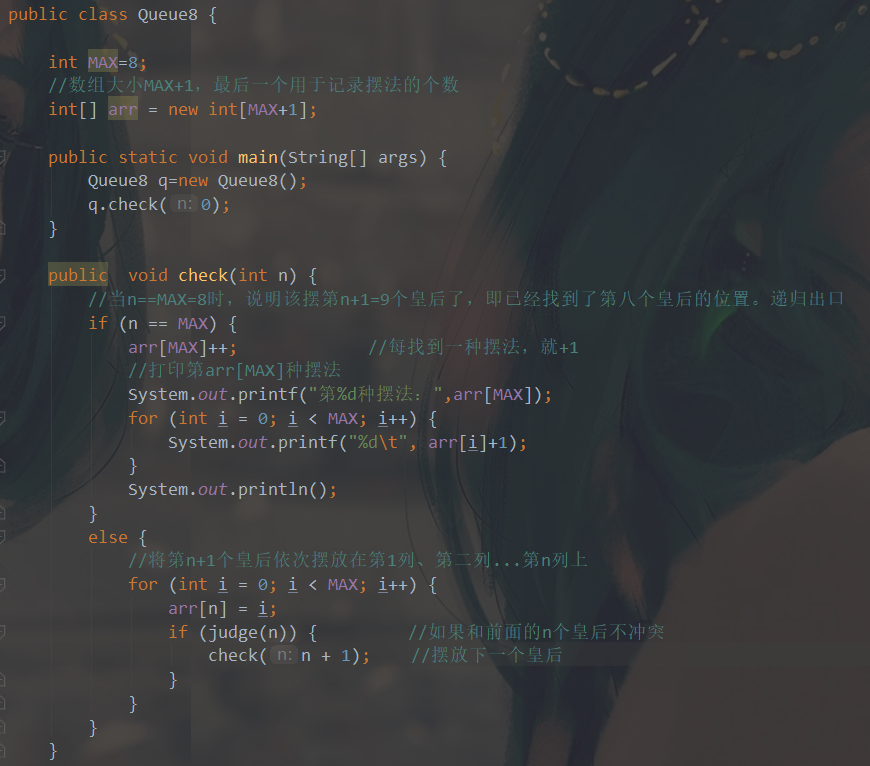 public class Queue8 {
int MAX=8;
//数组大小MAX+1，最后一个用于记录摆法的个数
int[] arr = new int[MAX+1];
public static void main(String[] args) {
Queue8 q=new Queue8();
q.check( n: 0);
}
public  void check(int n) {
//当n==MAX=8时，说明该摆第n+1=9个皇后了，即已经找到了第八个皇后的位置。递归出口
if (n == MAX) {
arr[MAX]++;             //每找到一种摆法，就+1
//打印第arr[MAX]种摆法
System.out.printf("第%d种摆法：",arr[MAX]);
for (int i = 0; i < MAX; i++) {
System.out.printf("%d\t", arr[i]+1);
}
System.out.println();
}
else {
//将第n+1个皇后依次摆放在第1列、第二列...第n列上
for (int i = 0; i < MAX; i++) {
arr[n] = i;
if (judge(n)) {         //如果和前面的n个皇后不冲突
check( n: n + 1);    //摆放下一个皇后
}
}
}
}